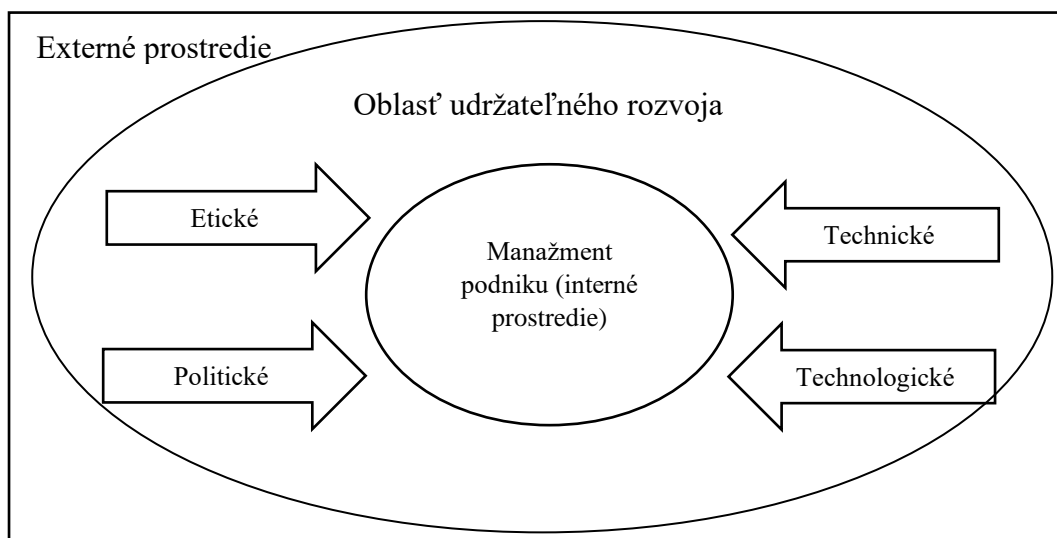 Externé prostredie
Oblasť udržateľného rozvoja
Etické
Technické
Manažment
podniku (interné
prostredie)
Politické
Technologické